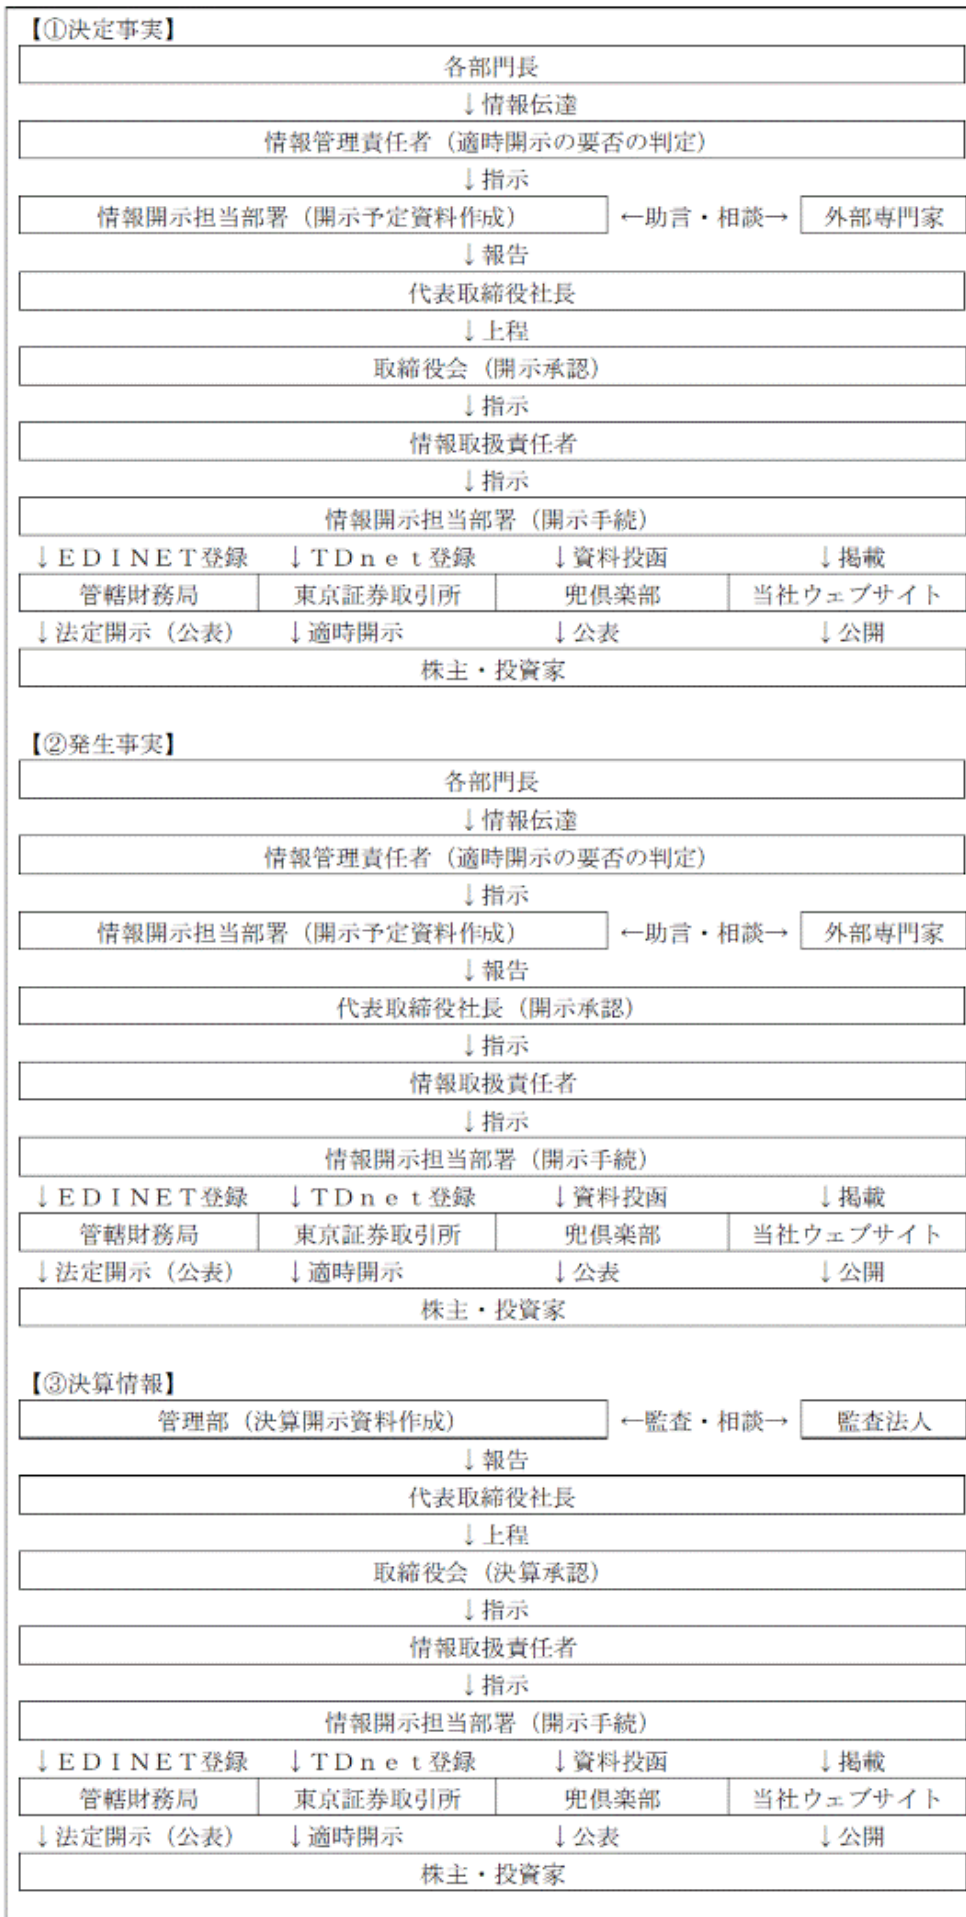 【①決定事実】
各部門長
↓情報伝達
情報管理責任者（適時開示の要否の判定）
↓指示
情報開示担当部署（開示予定資料作成） ←助言・相談→ 外部専門家
↓報告
代表取締役社長
↓上程
取締役会（開示承認）
↓指示
情報取扱責任者
↓指示
情報開示担当部署（開示手続）
↓ＥＤＩＮＥＴ登録 ↓ＴＤｎｅｔ登録 ↓資料投函 ↓掲載
管轄財務局 東京証券取引所 兜倶楽部 当社ウェブサイト
↓法定開示（公表） ↓適時開示 ↓公表 ↓公開
株主・投資家
【②発生事実】
各部門長
↓情報伝達
情報管理責任者（適時開示の要否の判定）
↓指示
情報開示担当部署（開示予定資料作成） ←助言・相談→ 外部専門家
↓報告
代表取締役社長（開示承認）
↓指示
情報取扱責任者
↓指示
情報開示担当部署（開示手続）
↓ＥＤＩＮＥＴ登録 ↓ＴＤｎｅｔ登録 ↓資料投函 ↓掲載
管轄財務局 東京証券取引所 兜倶楽部 当社ウェブサイト
↓法定開示（公表） ↓適時開示 ↓公表 ↓公開
株主・投資家
【③決算情報】
管理部（決算開示資料作成） ←監査・相談→ 監査法人
↓報告
代表取締役社長
↓上程
取締役会（決算承認）
↓指示
情報取扱責任者
↓指示
情報開示担当部署（開示手続）
↓ＥＤＩＮＥＴ登録 ↓ＴＤｎｅｔ登録 ↓資料投函 ↓掲載
管轄財務局 東京証券取引所 兜倶楽部 当社ウェブサイト
↓法定開示（公表） ↓適時開示 ↓公表 ↓公開
株主・投資家